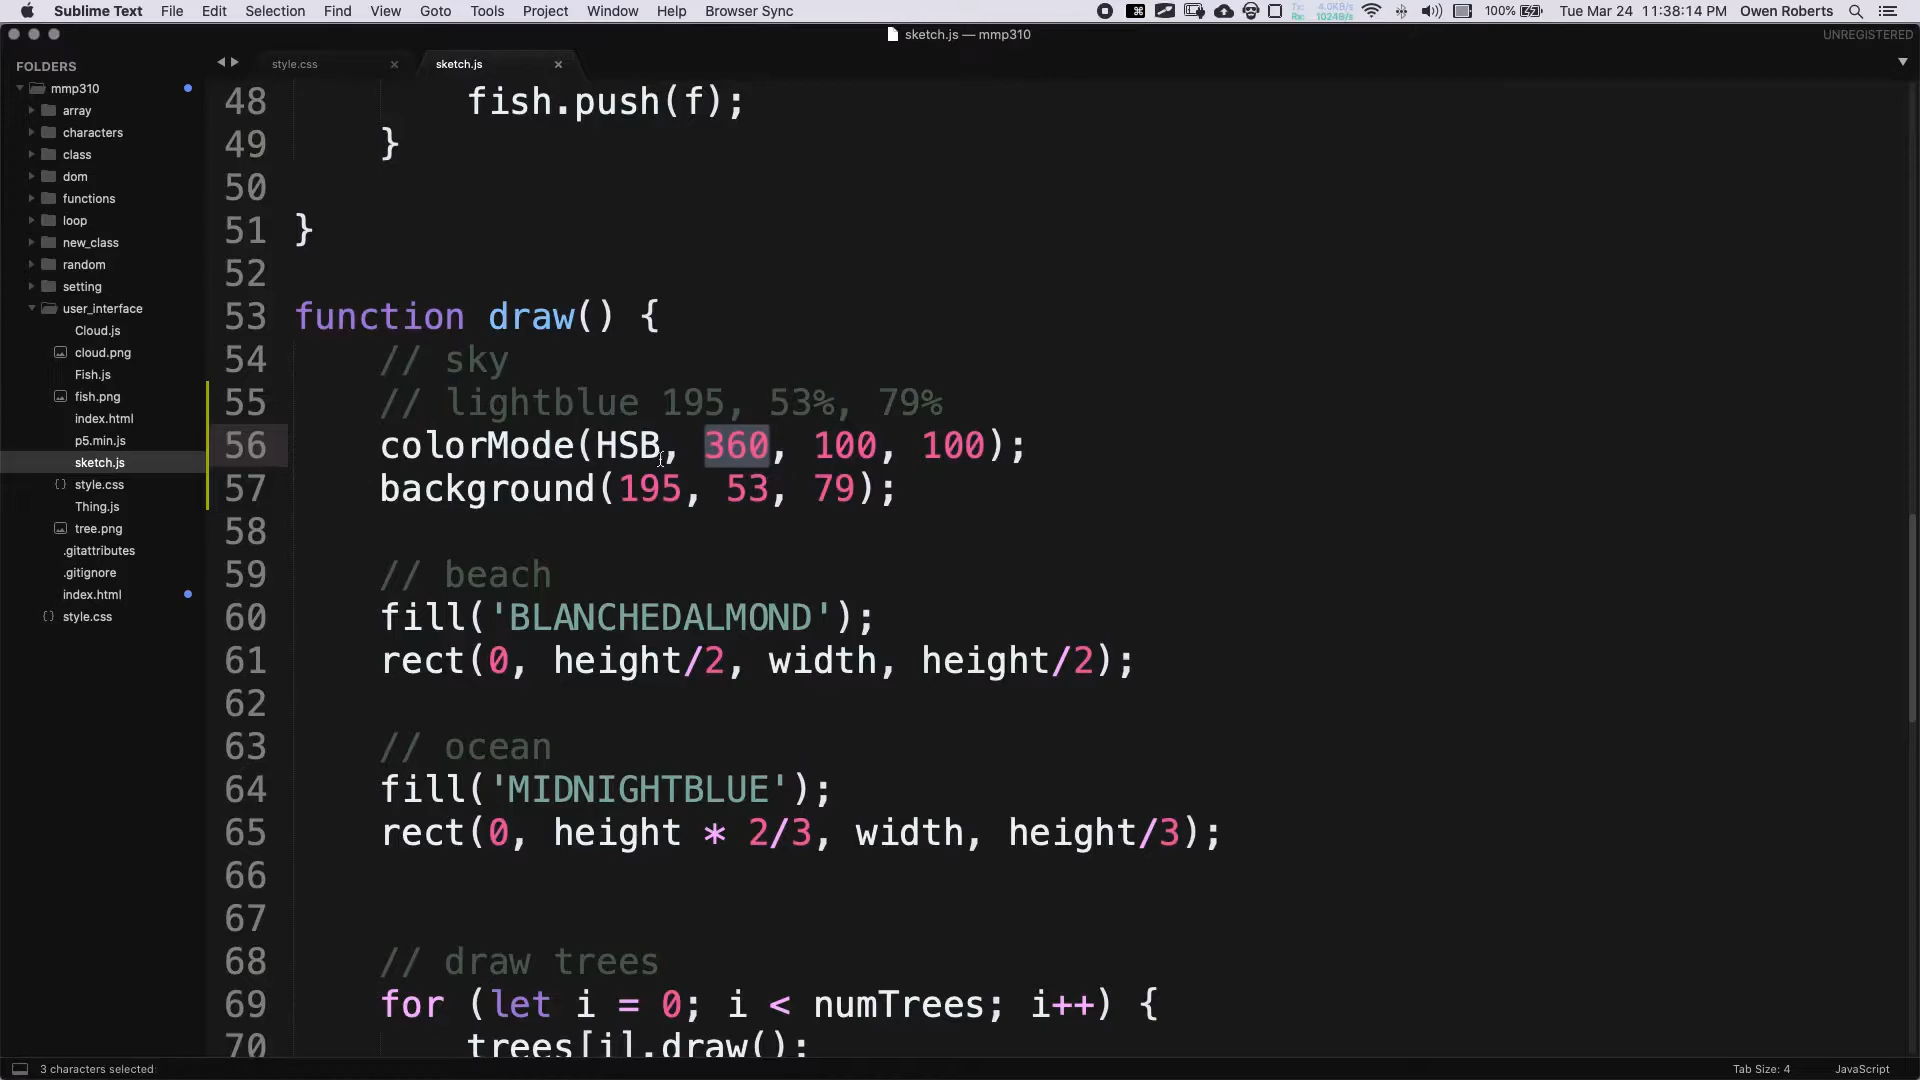 Sublime Text File Edit Selection Find View Goto Tools Project Window Help Browser Sync
Tx: 4.0KB/s
Rx: 1024B/s
100% Tue Mar 24 11:38:14 PM Owen Roberts
sketch.js — mmp310
UNREGISTERED
FOLDERS
mmp310
array
characters
class
dom
functions
loop
new_class
random
setting
user_interface
Cloud.js
cloud.png
Fish.js
fish.png
index.html
p5.min.js
sketch.js
style.css
Thing.js
tree.png
.gitattributes
.gitignore
index.html
style.css
style.css
sketch.js
48 fish.push(f);
49 }
50
51 }
52
53 function draw() {
54 // sky
55 // lightblue 195, 53%, 79%
56 colorMode(HSB, 360, 100, 100);
57 background(195, 53, 79);
58
59 // beach
60 fill('BLANCHEDALMOND');
61 rect(0, height/2, width, height/2);
62
63 // ocean
64 fill('MIDNIGHTBLUE');
65 rect(0, height * 2/3, width, height/3);
66
67
68 // draw trees
69 for (let i = 0; i < numTrees; i++) {
70 trees[i].draw();
3 characters selected
Tab Size: 4 JavaScript